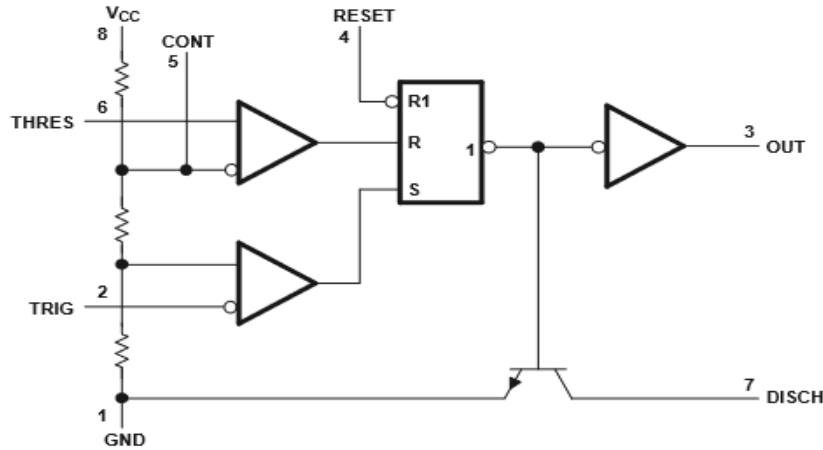 VCC
8
CONT
5
RESET
4
6
THRES
R1
R
1
S
3
OUT
2
TRIG
7
DISCH
1
GND